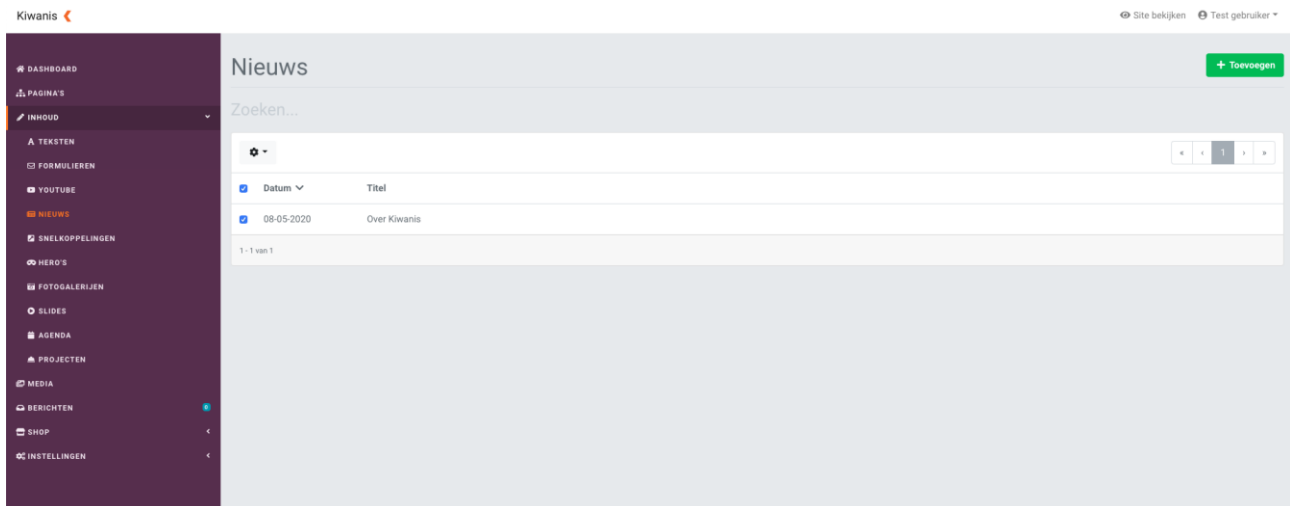 Kiwanis
Site bekijken
Test gebruiker
DASHBOARD
PAGINA'S
INHOUD
TEKSTEN
FORMULIEREN
YOUTUBE
NIEUWS
SNELKOPPELINGEN
HERO'S
FOTOGALERIJEN
SLIDES
AGENDA
PROJECTEN
MEDIA
BERICHTEN
0
SHOP
INSTELLINGEN
Nieuws
+ Toevoegen
Zoeken...
« ‹ 1 › »
Datum Titel
08-05-2020 Over Kiwanis
1 - 1 van 1